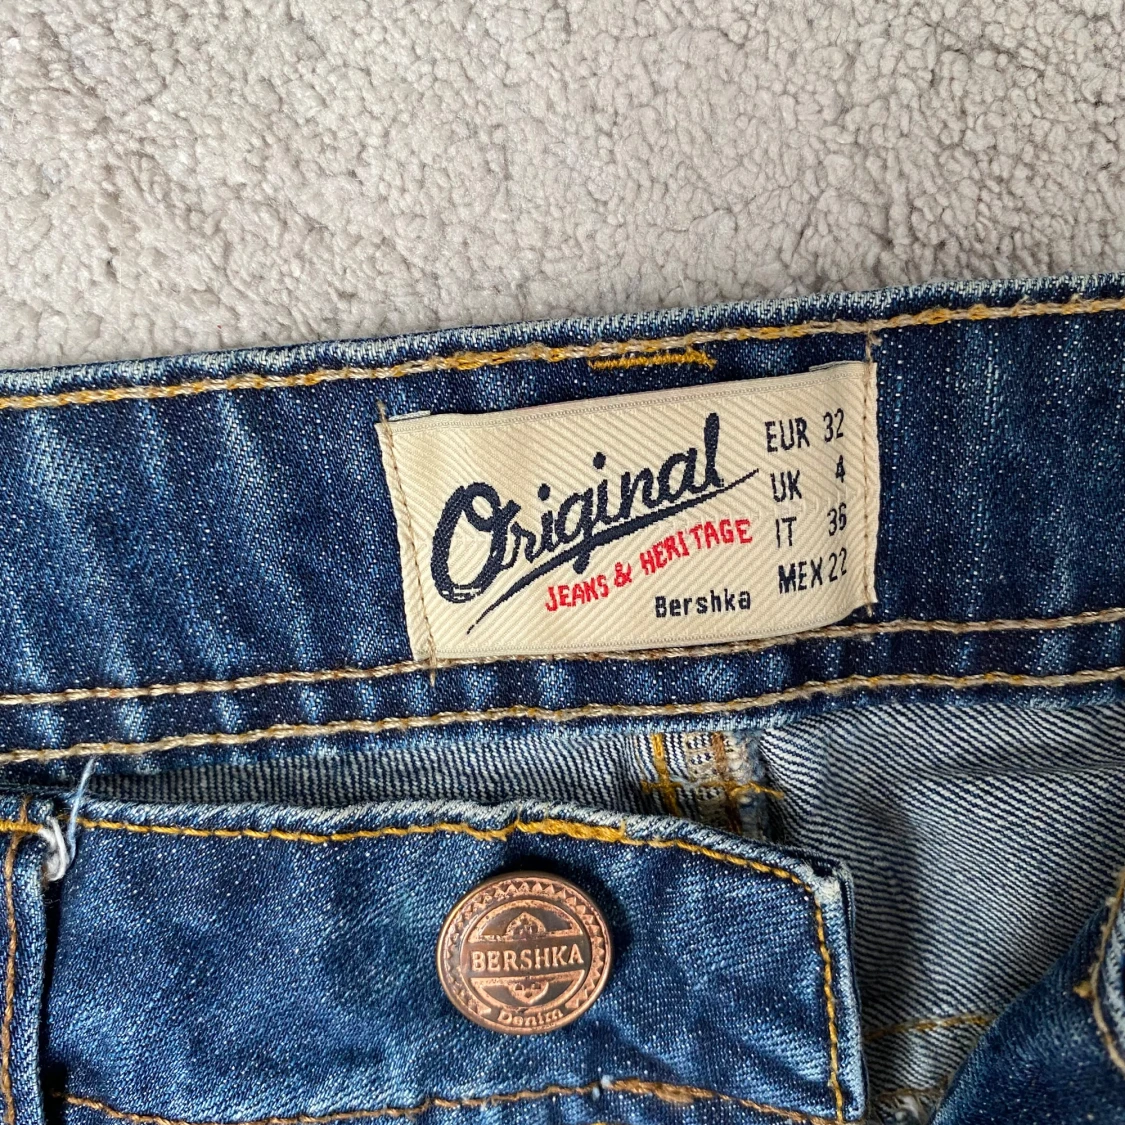 Original
JEANS & HERITAGE
Bershka
EUR 32
UK 4
IT 36
MEX 22
BERSHKA
Denim